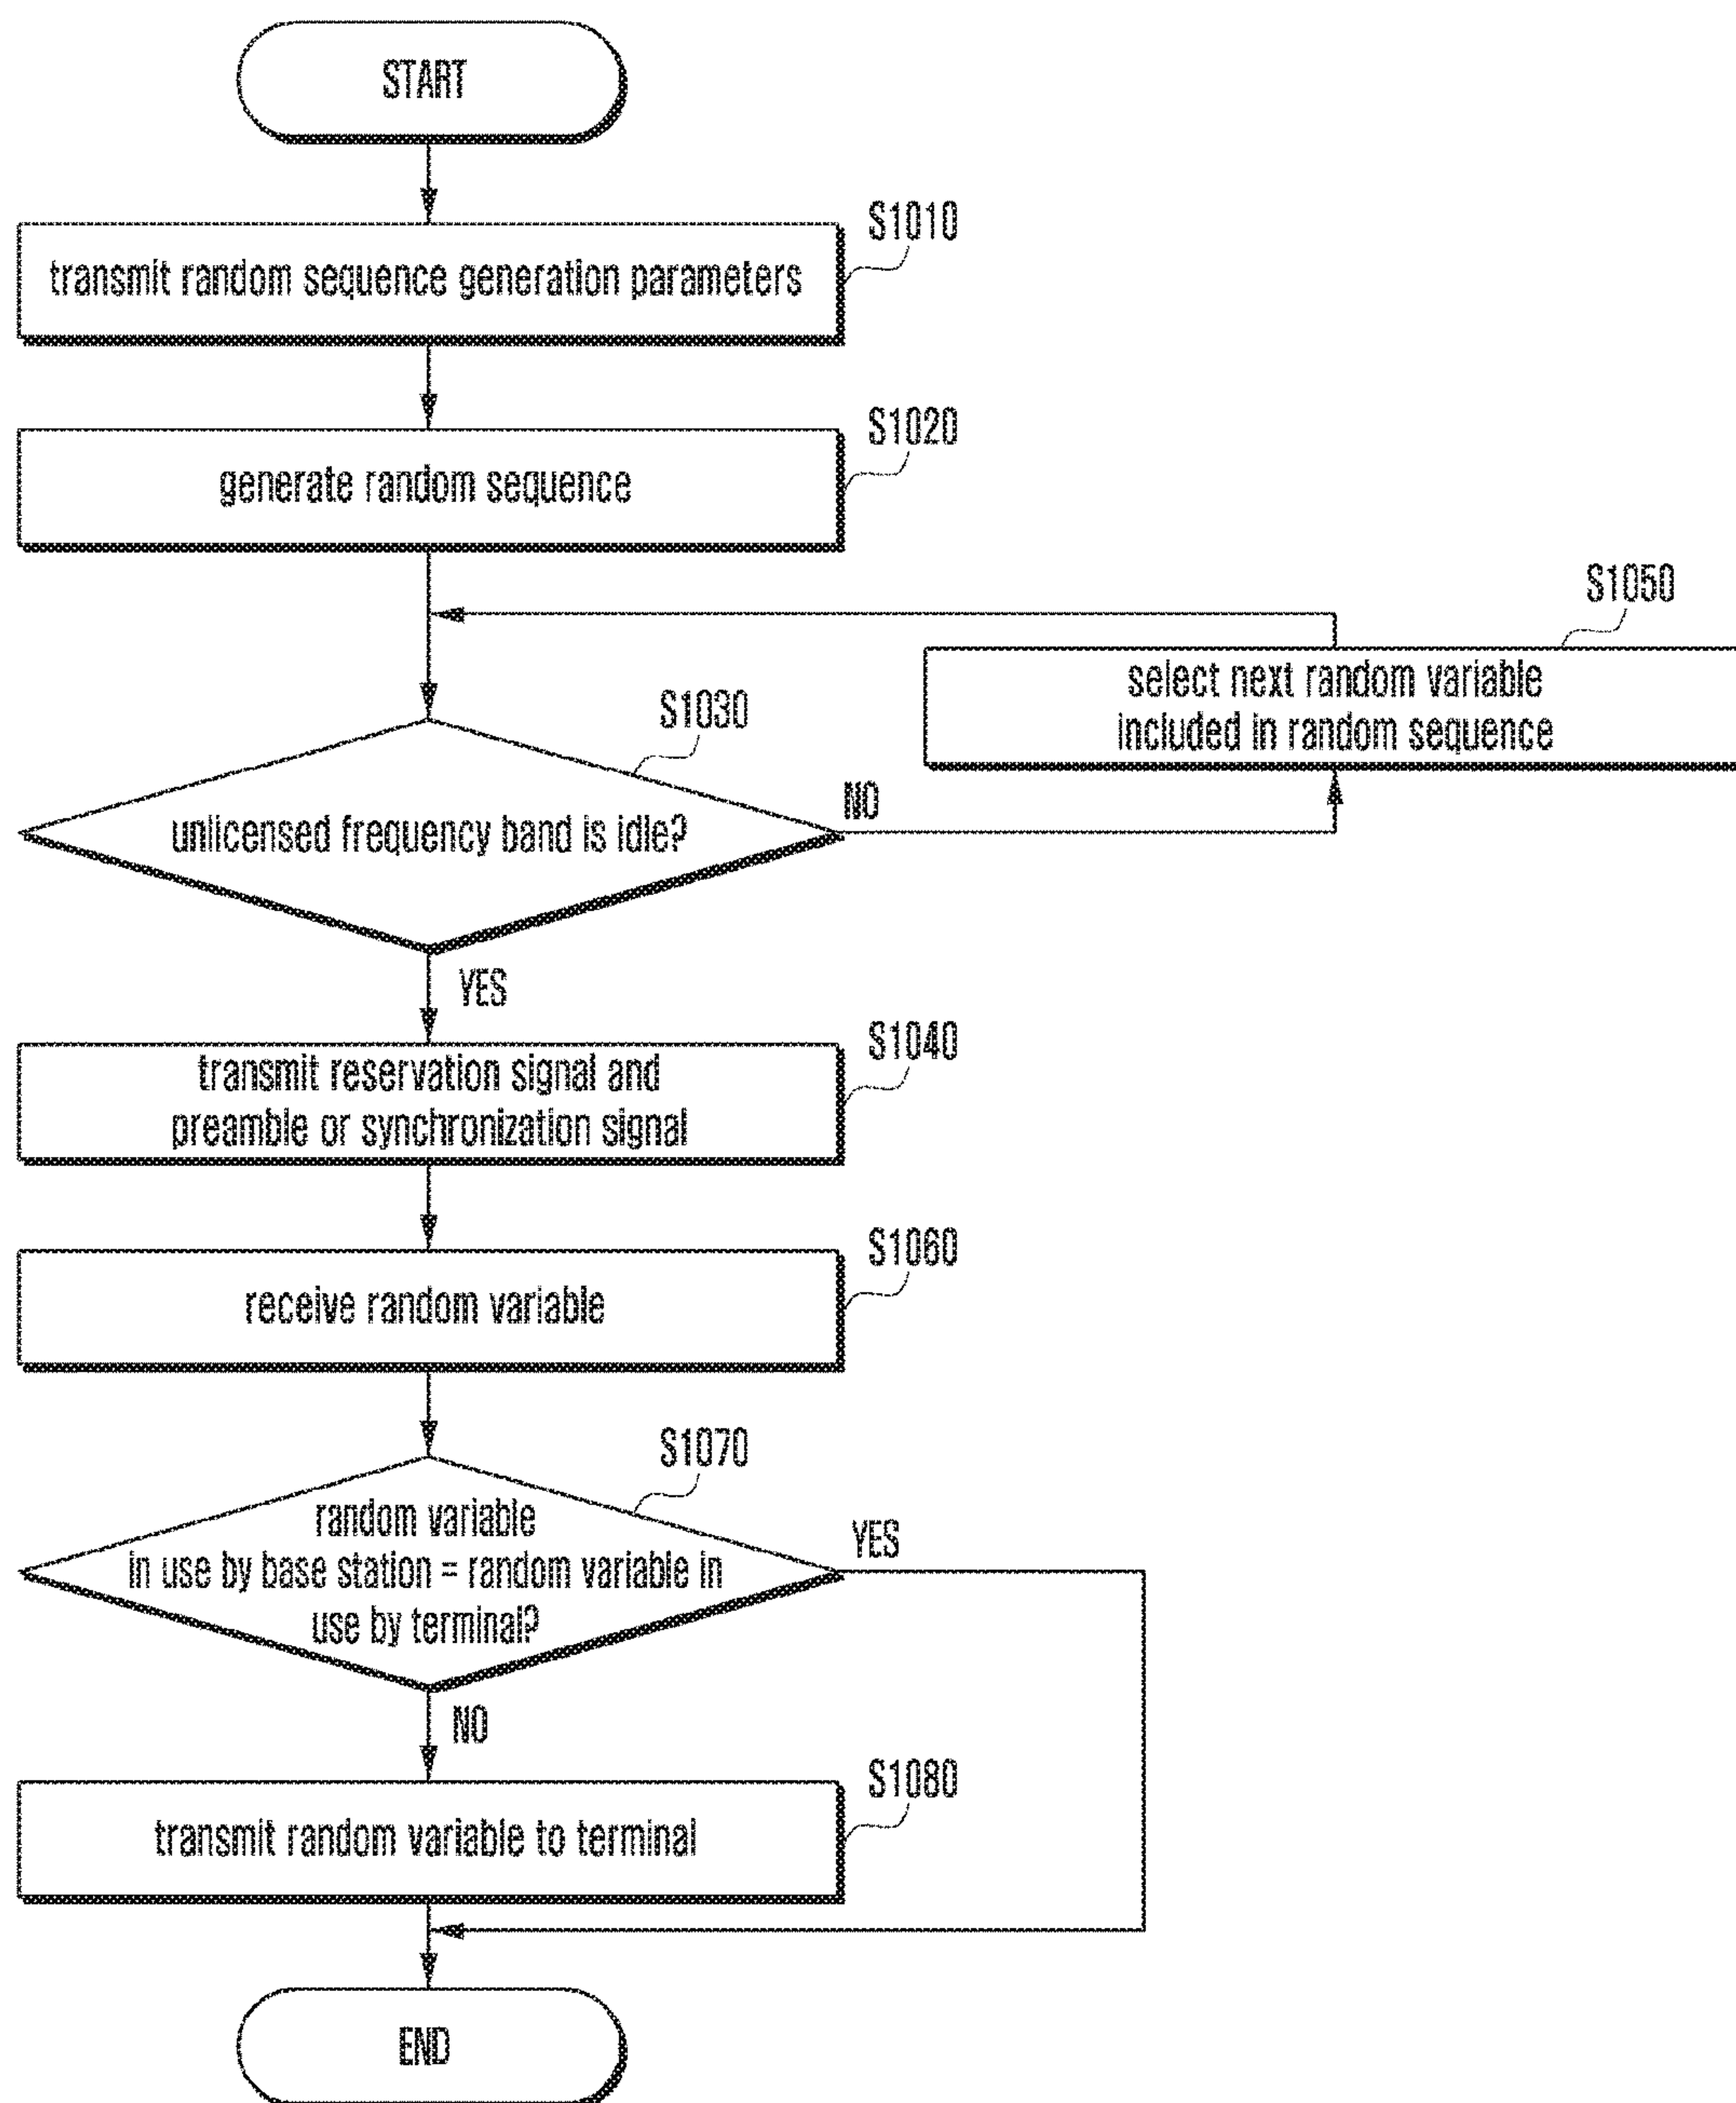 START
S1010
transmit random sequence generation parameters
S1020
generate random sequence
S1050
select next random variable
included in random sequence
S1030
unlicensed frequency band is idle?
NO
YES
S1040
transmit reservation signal and
preamble or synchronization signal
S1060
receive random variable
S1070
random variable
in use by base station = random variable in
use by terminal?
YES
NO
S1080
transmit random variable to terminal
END